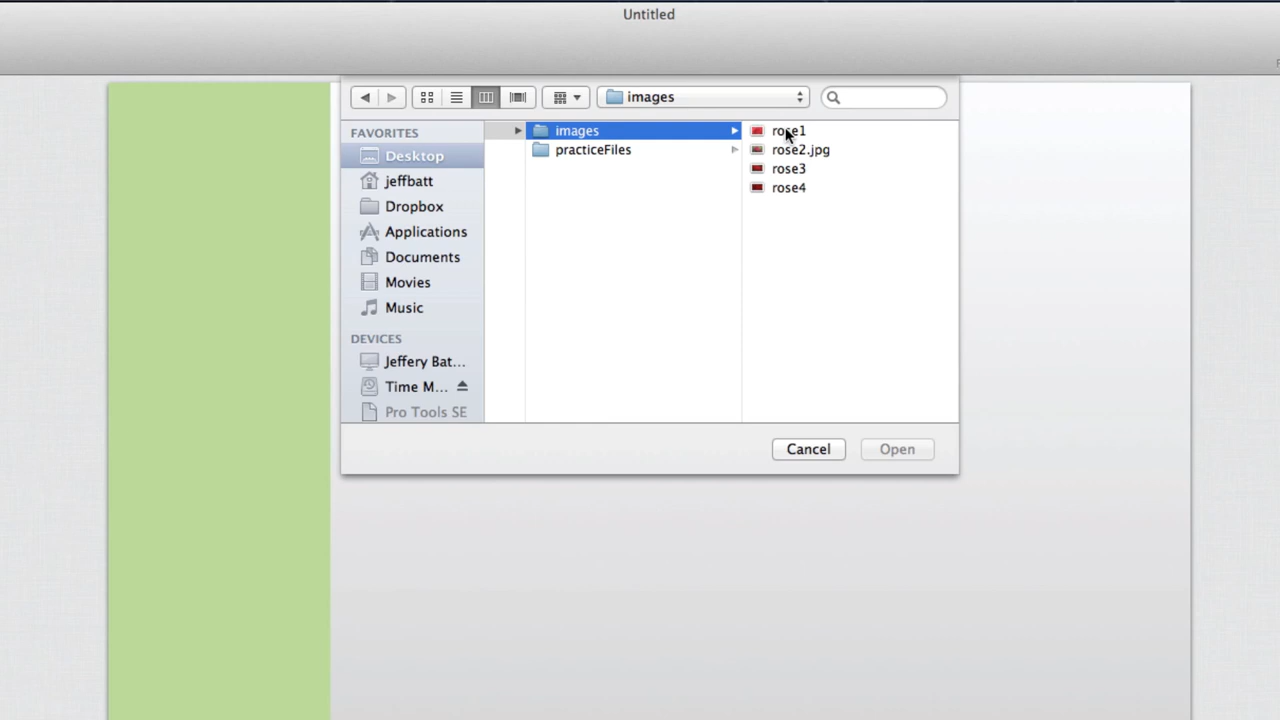 Untitled
images
FAVORITES
Desktop
jeffbatt
Dropbox
Applications
Documents
Movies
Music
DEVICES
Jeffery Bat...
Time M...
Pro Tools SE
images
practiceFiles
rose1
rose2.jpg
rose3
rose4
Cancel
Open